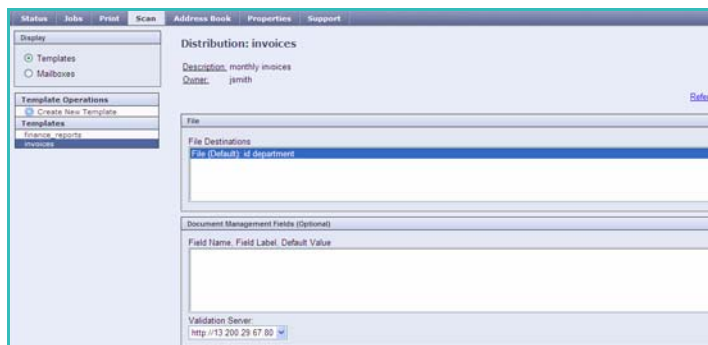 Status Jobs Print Scan Address Book Properties Support
Display
Templates
Mailboxes
Template Operations
Create New Template
Templates
finance_reports
invoices
Distribution: invoices
Description: monthly invoices
Owner: jsmith
Refe
File
File Destinations
File (Default) id department
Document Management Fields (Optional)
Field Name, Field Label, Default Value
Validation Server:
http://13 200 29 67:80